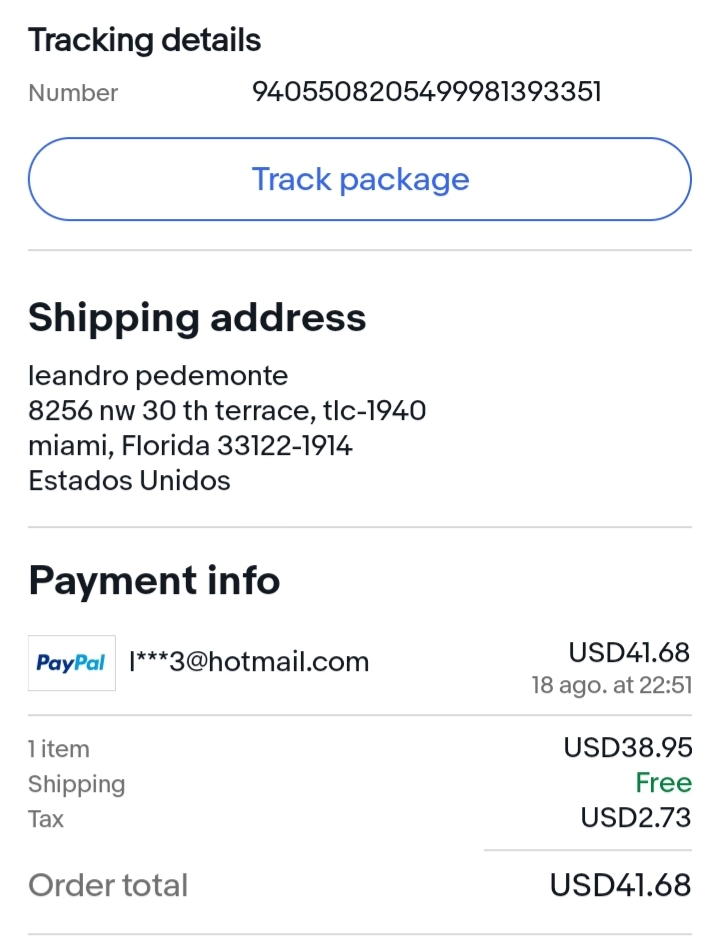 Tracking details
Number 9405508205499981393351
Track package
Shipping address
leandro pedemonte
8256 nw 30 th terrace, tlc-1940
miami, Florida 33122-1914
Estados Unidos
Payment info
PayPal l***3@hotmail.com USD41.68
18 ago. at 22:51
1 item USD38.95
Shipping Free
Tax USD2.73
Order total USD41.68